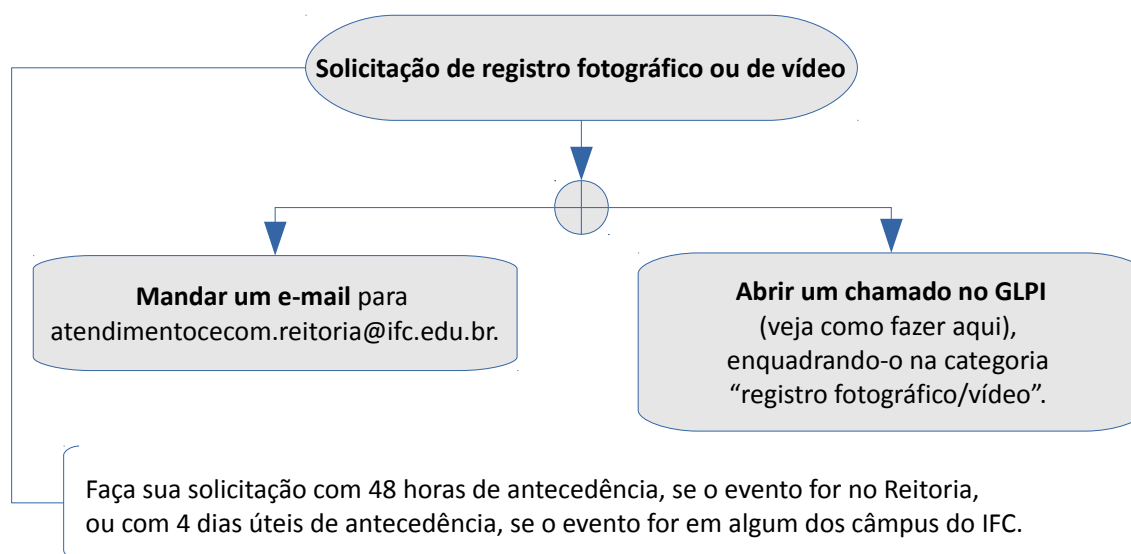 Solicitação de registro fotográfico ou de vídeo
Mandar um e-mail para
atendimentocecom.reitoria@ifc.edu.br.
Abrir um chamado no GLPI
(veja como fazer aqui),
enquadrando-o na categoria
“registro fotográfico/vídeo”.
Faça sua solicitação com 48 horas de antecedência, se o evento for no Reitoria,
ou com 4 dias úteis de antecedência, se o evento for em algum dos câmpus do IFC.